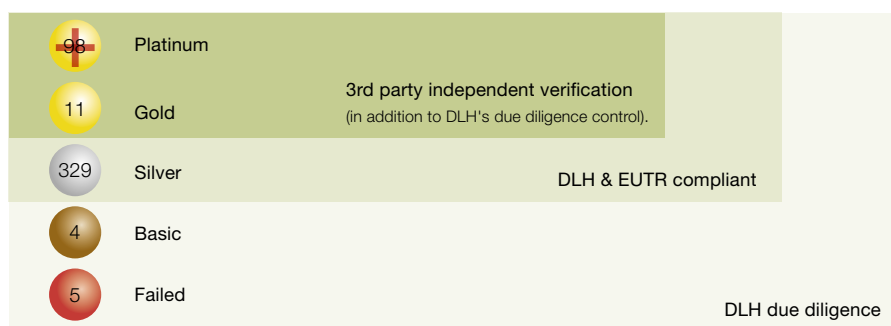 98 Platinum
11 Gold
3rd party independent verification
(in addition to DLH's due diligence control).
329 Silver
DLH & EUTR compliant
4 Basic
5 Failed
DLH due diligence